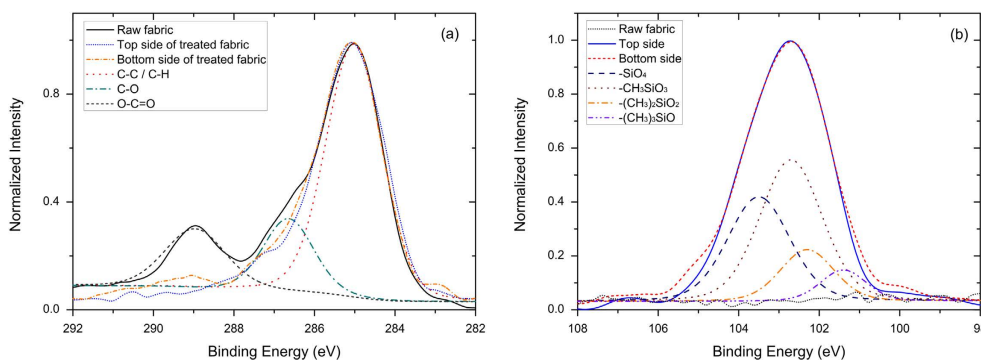 (a)
Raw fabric
Top side of treated fabric
Bottom side of treated fabric
C-C / C-H
C-O
O-C=O
Normalized Intensity
0.8
0.4
0.0
292 290 288 286 284 282
Binding Energy (eV)
(b)
Raw fabric
Top side
Bottom side
-SiO₄
-CH₃SiO₃
-(CH₃)₂SiO₂
-(CH₃)₃SiO
Normalized Intensity
1.0
0.8
0.6
0.4
0.2
0.0
108 106 104 102 100 98
Binding Energy (eV)